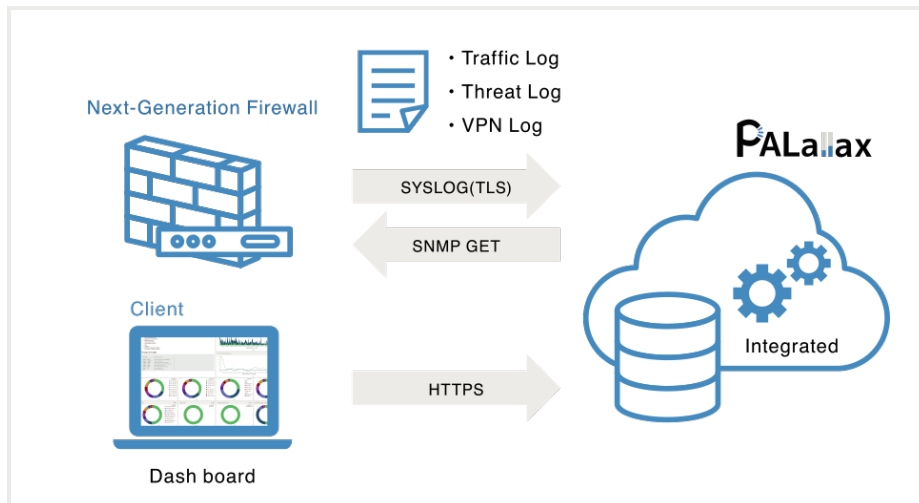 Next-Generation Firewall
・Traffic Log
・Threat Log
・VPN Log
PALallax
SYSLOG(TLS)
SNMP GET
Client
Integrated
HTTPS
Dash board